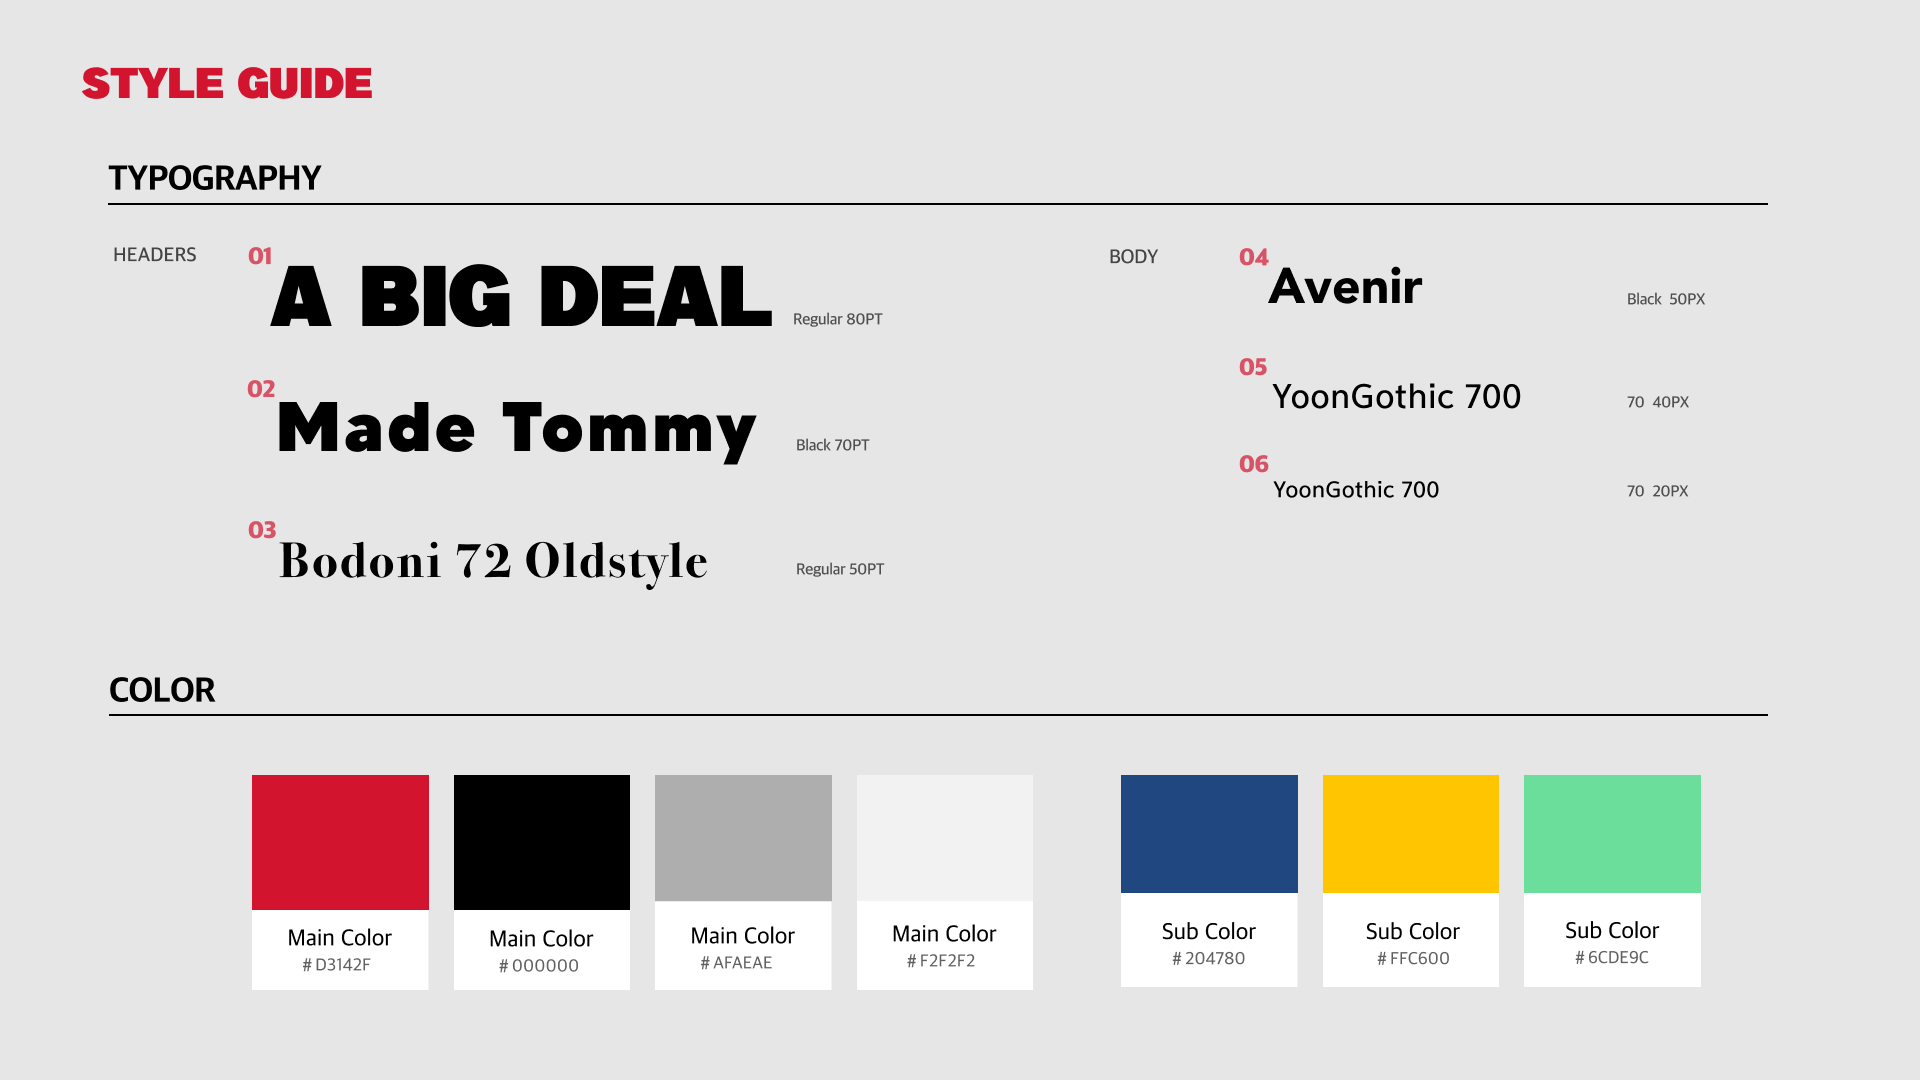 STYLE GUIDE
TYPOGRAPHY
HEADERS
01
A BIG DEAL
Regular 80PT
02
Made Tommy
Black 70PT
03
Bodoni 72 Oldstyle
Regular 50PT
BODY
04
Avenir
Black 50PX
05
YoonGothic 700
70 40PX
06
YoonGothic 700
70 20PX
COLOR
Main Color
# D3142F
Main Color
# 000000
Main Color
# AFAEAE
Main Color
# F2F2F2
Sub Color
# 204780
Sub Color
# FFC600
Sub Color
# 6CDE9C